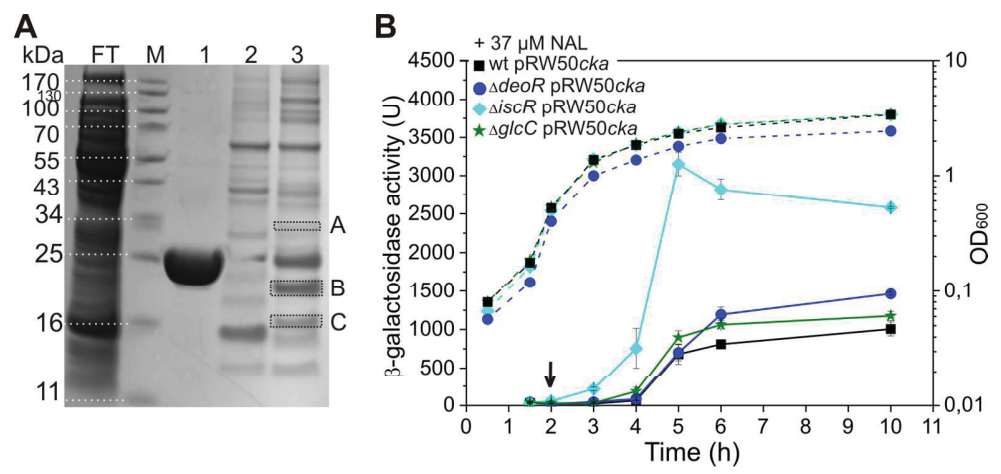 A
kDa FT M 1 2 3
170
130
100
70
55
43
34
25
16
11
A
B
C
B
+ 37 µM NAL
wt pRW50cka
ΔdeoR pRW50cka
ΔiscR pRW50cka
ΔglcC pRW50cka
β-galactosidase activity (U)
4500
4000
3500
3000
2500
2000
1500
1000
500
0
10
1
0,1
0,01
OD600
0 1 2 3 4 5 6 7 8 9 10 11
Time (h)